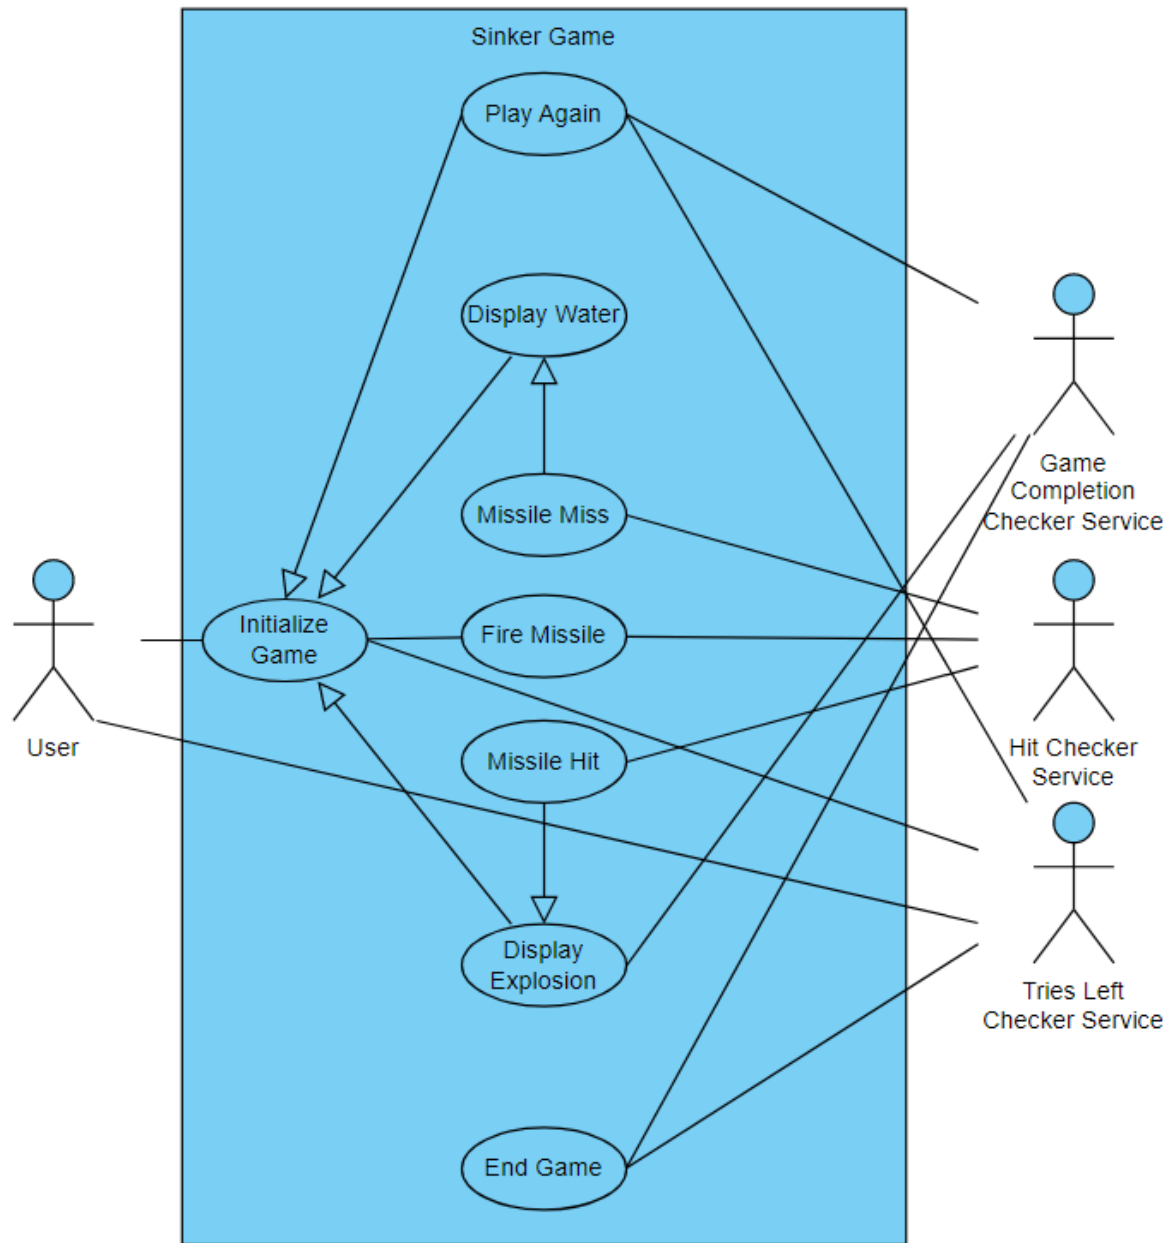 Sinker Game
Play Again
Display Water
Missile Miss
Game
Completion
Checker Service
Initialize
Game
Fire Missile
User
Missile Hit
Hit Checker
Service
Display
Explosion
Tries Left
Checker Service
End Game